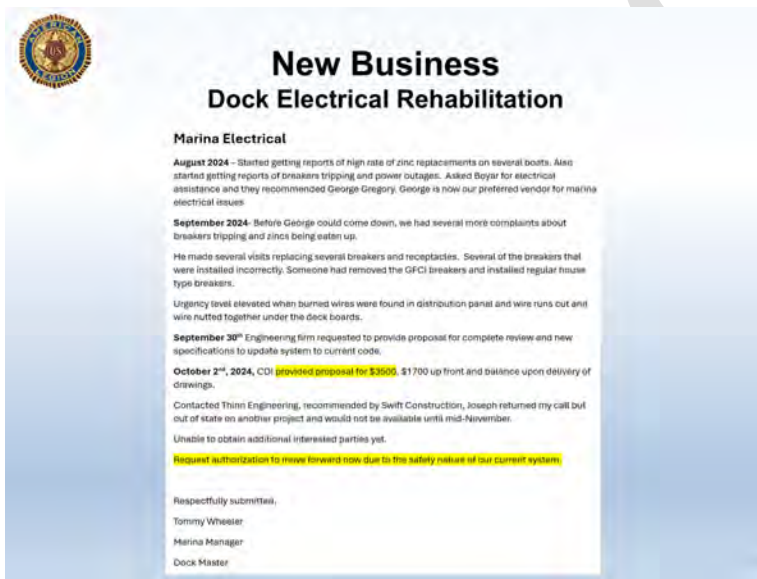 AMERICAN
U.S.
LEGION
New Business
Dock Electrical Rehabilitation
Marina Electrical
August 2024 – Started getting reports of high rate of zinc replacements on several boats. Also
started getting reports of breakers tripping and power outages. Asked Boyar for electrical
assistance and they recommended George Gregory. George is now our preferred vendor for marina
electrical issues
September 2024- Before George could come down, we had several more complaints about
breakers tripping and zincs being eaten up.
He made several visits replacing several breakers and receptacles. Several of the breakers that
were installed incorrectly. Someone had removed the GFCI breakers and installed regular house
type breakers.
Urgency level elevated when burned wires were found in distribution panel and wire runs cut and
wire nutted together under the dock boards.
September 30th Engineering firm requested to provide proposal for complete review and new
specifications to update system to current code.
October 2nd, 2024, CDI provided proposal for $3500, $1700 up front and balance upon delivery of
drawings.
Contacted Thinn Engineering, recommended by Swift Construction, Joseph returned my call but
out of state on another project and would not be available until mid-November.
Unable to obtain additional interested parties yet.
Request authorization to move forward now due to the safety nature of our current system.
Respectfully submitted,
Tommy Wheeler
Marina Manager
Dock Master